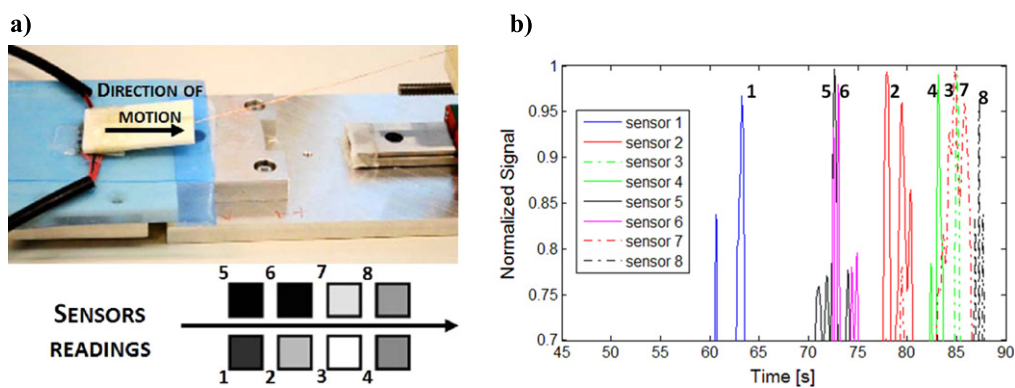 a)
b)
DIRECTION OF
MOTION
5 6 7 8
SENSORS
READINGS
1 2 3 4
1
0.95
0.9
0.85
0.8
0.75
0.7
Normalized Signal
sensor 1
sensor 2
sensor 3
sensor 4
sensor 5
sensor 6
sensor 7
sensor 8
1 5 6 2 4 3 7 8
45 50 55 60 65 70 75 80 85 90
Time [s]